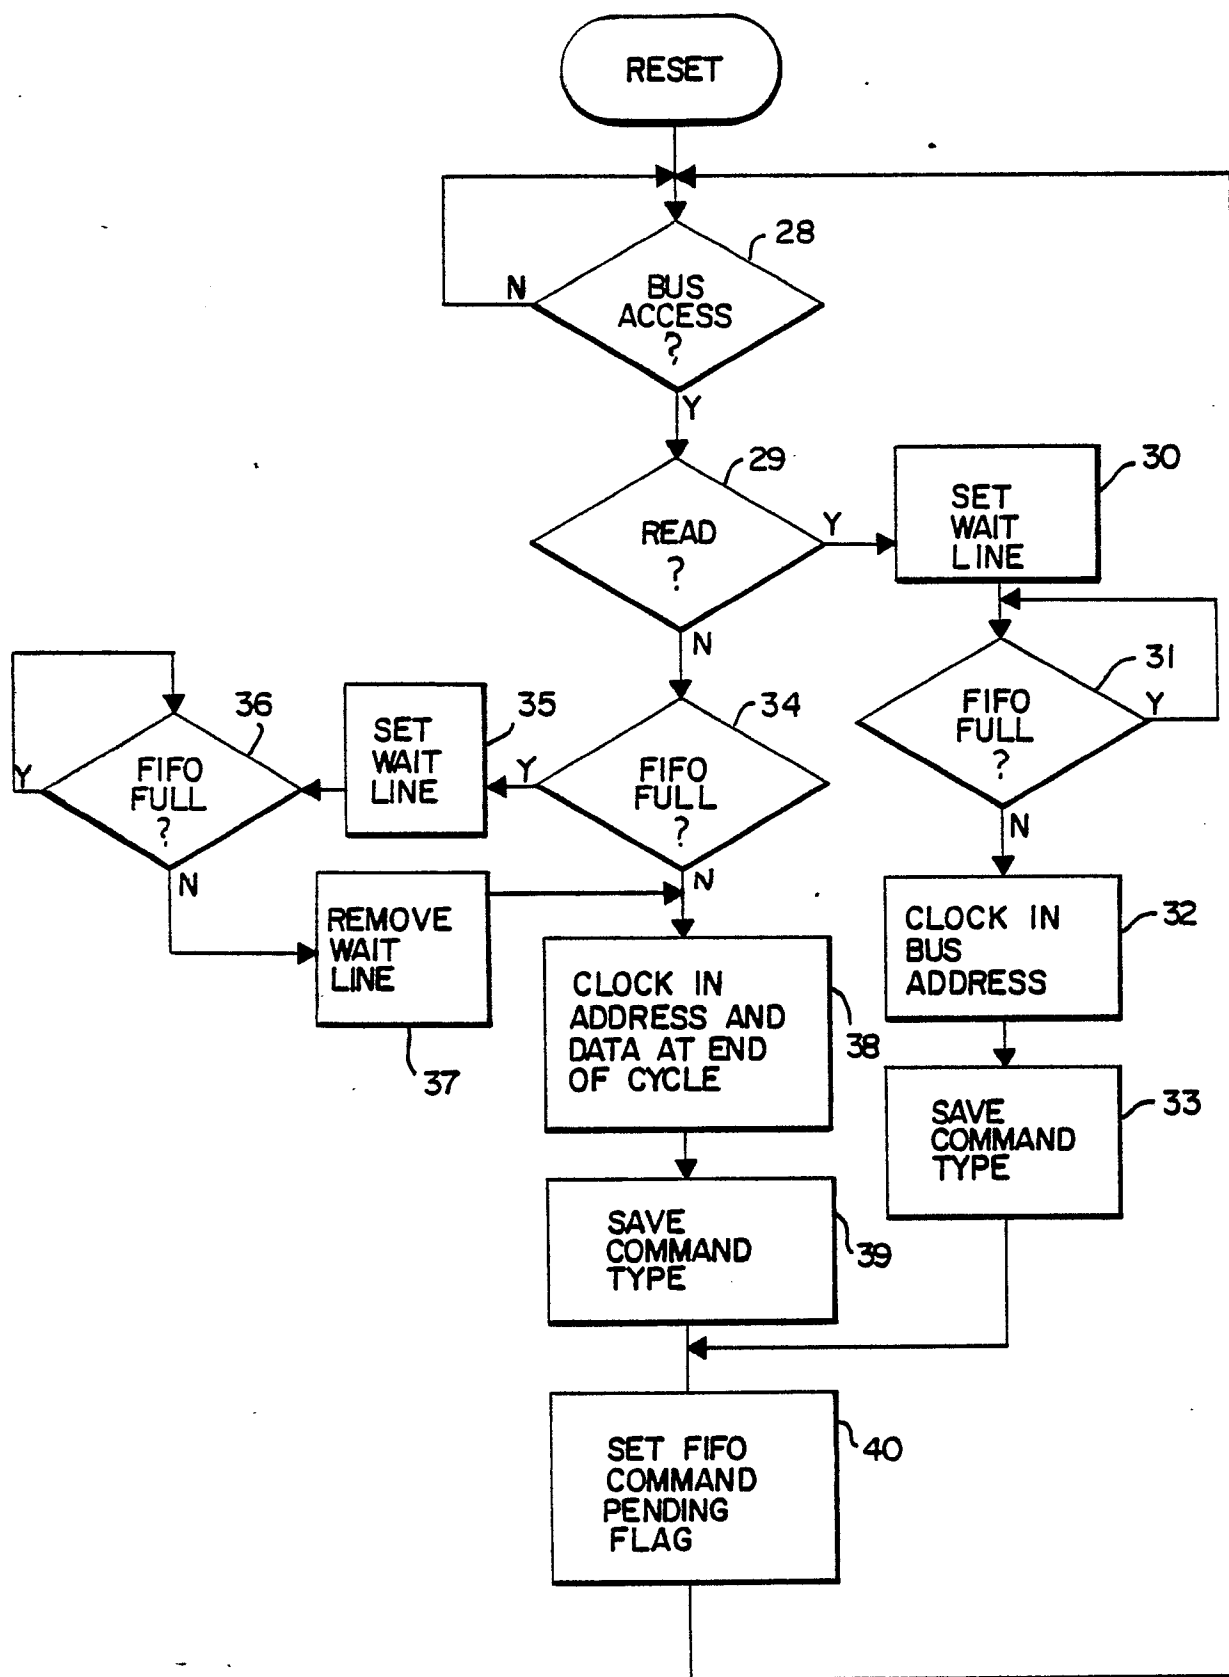 RESET
28
N
BUS
ACCESS
?
Y
29
READ
?
Y
30
SET
WAIT
LINE
N
31
FIFO
FULL
?
Y
N
34
FIFO
FULL
?
Y
N
35
SET
WAIT
LINE
36
FIFO
FULL
?
Y
N
REMOVE
WAIT
LINE
37
CLOCK IN
ADDRESS AND
DATA AT END
OF CYCLE
38
CLOCK IN
BUS
ADDRESS
32
SAVE
COMMAND
TYPE
33
SAVE
COMMAND
TYPE
39
SET FIFO
COMMAND
PENDING
FLAG
40